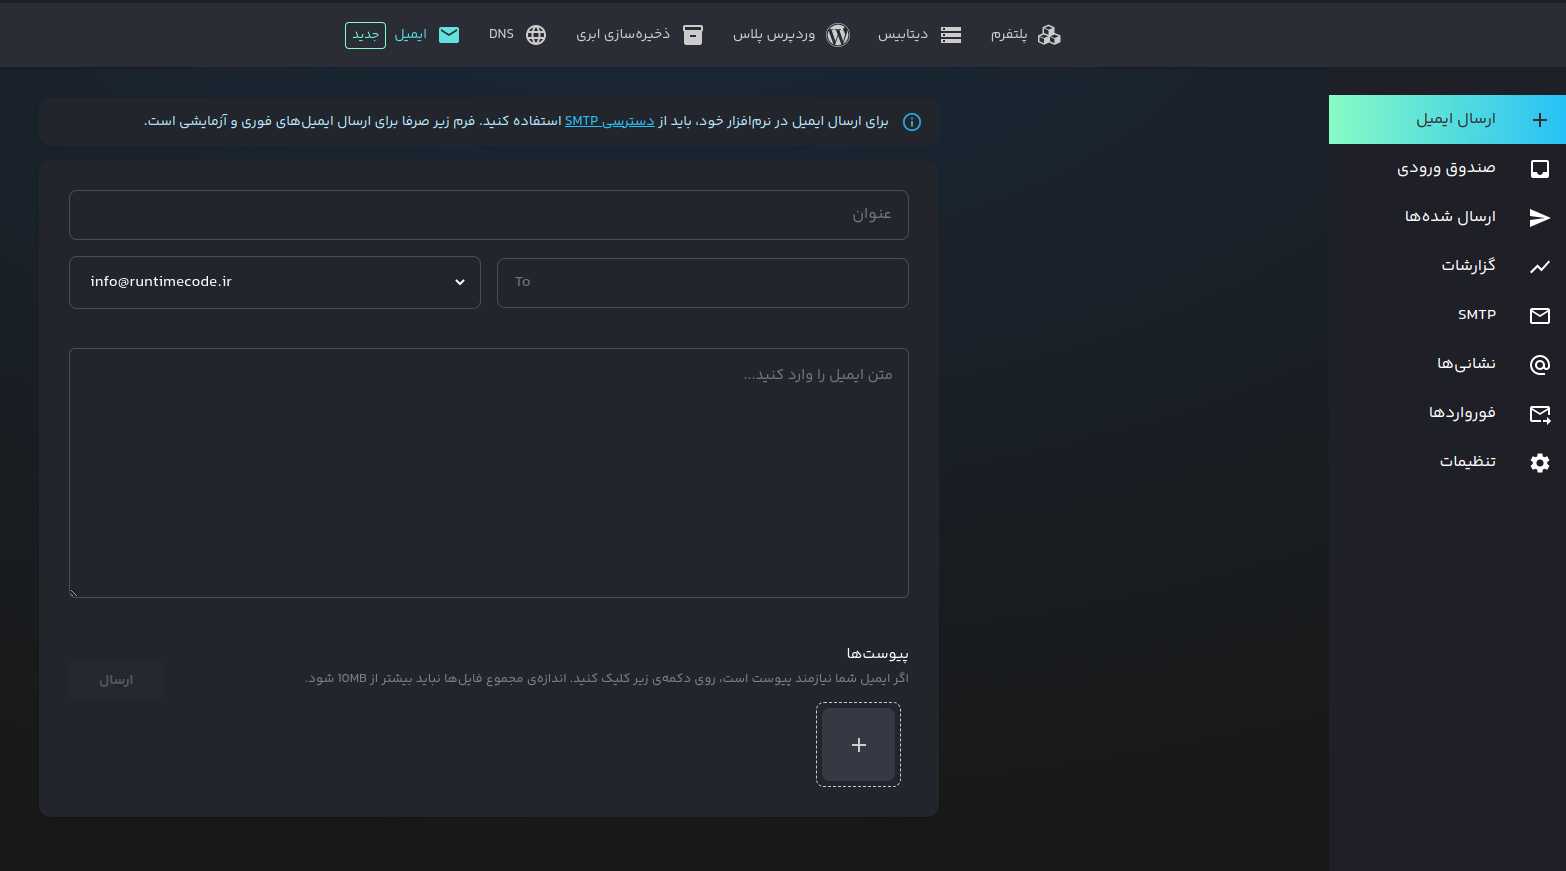 پلتفرم
دیتابیس
وردپرس پلاس
ذخیره‌سازی ابری
DNS
ایمیل
جدید
ارسال ایمیل
صندوق ورودی
ارسال شده‌ها
گزارشات
SMTP
نشانی‌ها
فورواردها
تنظیمات
برای ارسال ایمیل در نرم‌افزار خود، باید از دسترسی SMTP استفاده کنید. فرم زیر صرفا برای ارسال ایمیل‌های فوری و آزمایشی است.
عنوان
To
info@runtimecode.ir
متن ایمیل را وارد کنید...
پیوست‌ها
اگر ایمیل شما نیازمند پیوست است، روی دکمه‌ی زیر کلیک کنید. اندازه‌ی مجموع فایل‌ها نباید بیشتر از 10MB شود.
ارسال